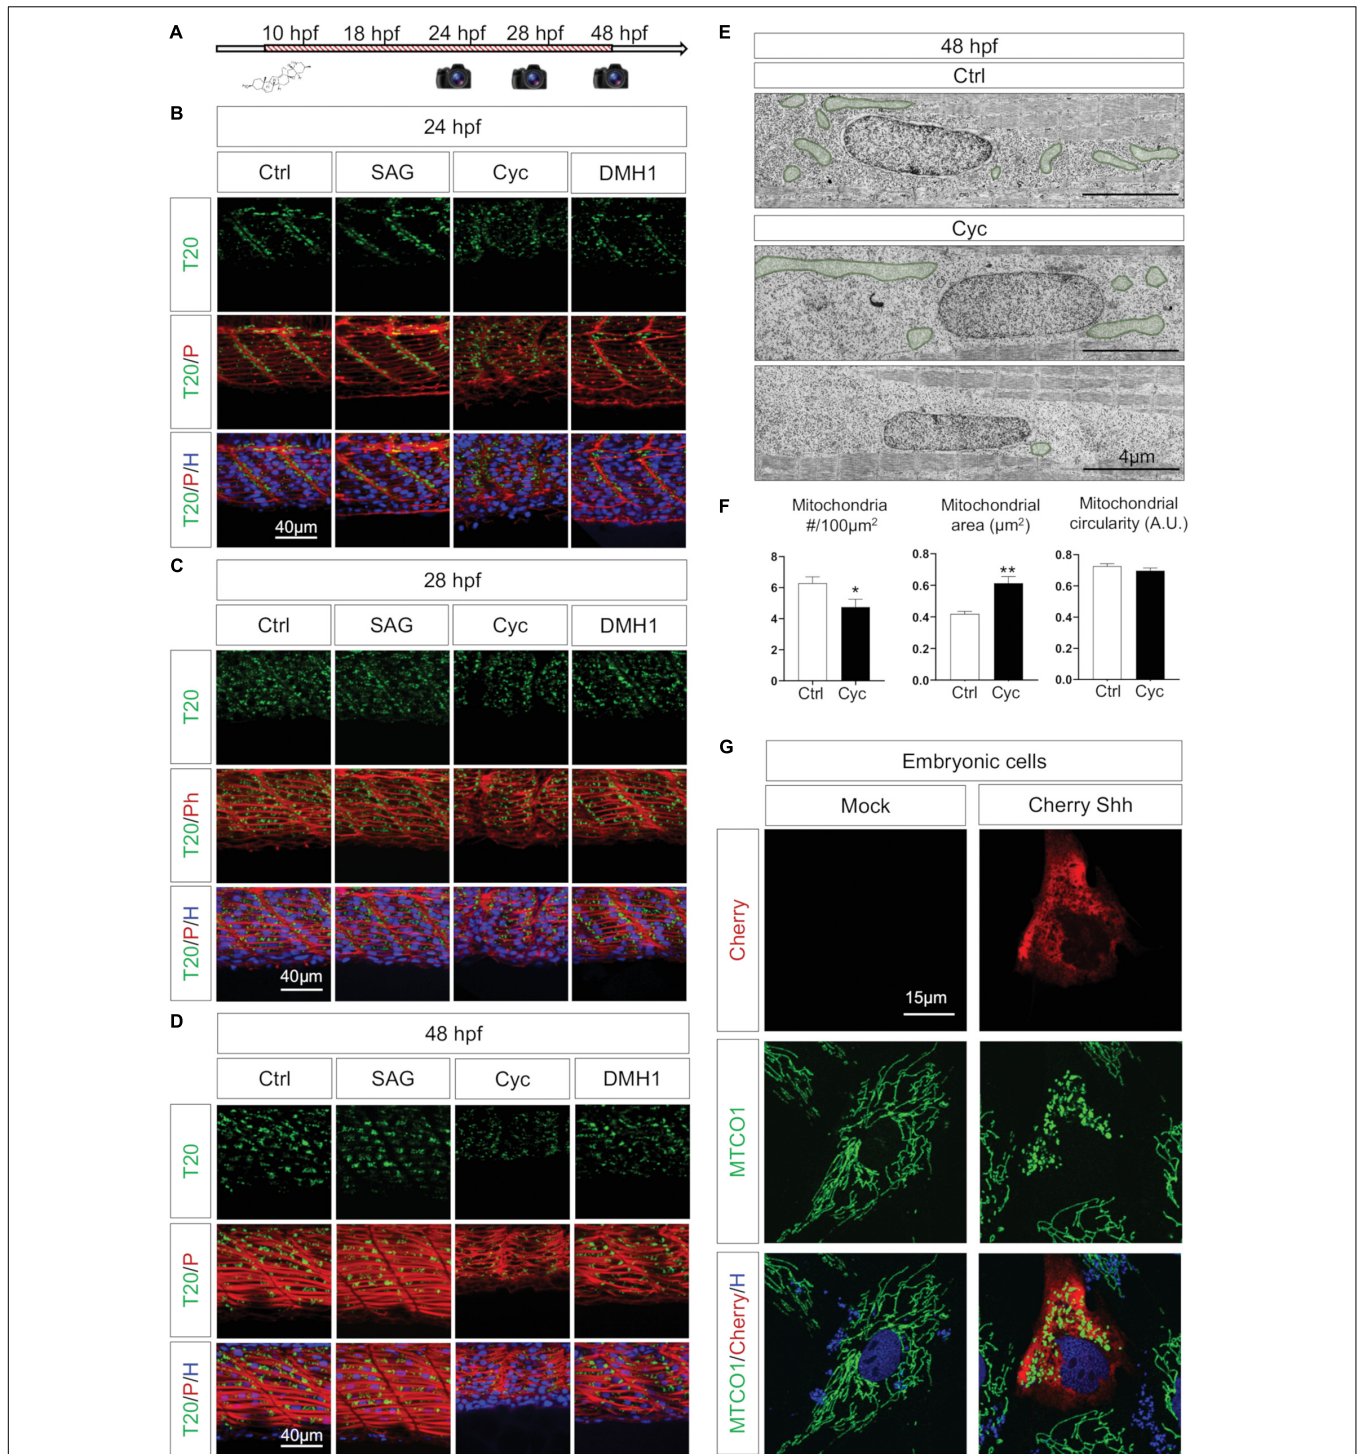 A
10 hpf 18 hpf 24 hpf 28 hpf 48 hpf
B
24 hpf
Ctrl SAG Cyc DMH1
T20
T20/P
T20/P/H
40µm
C
28 hpf
Ctrl SAG Cyc DMH1
T20
T20/Ph
T20/P/H
40µm
D
48 hpf
Ctrl SAG Cyc DMH1
T20
T20/P
T20/P/H
40µm
E
48 hpf
Ctrl
Cyc
4µm
F
Mitochondria
#/100µm²
8
6
4
2
0
*
Ctrl Cyc
Mitochondrial
area (µm²)
0.8
0.6
0.4
0.2
0.0
**
Ctrl Cyc
Mitochondrial
circularity (A.U.)
0.8
0.6
0.4
0.2
0.0
Ctrl Cyc
G
Embryonic cells
Mock Cherry Shh
Cherry
15µm
MTCO1
MTCO1/Cherry/H